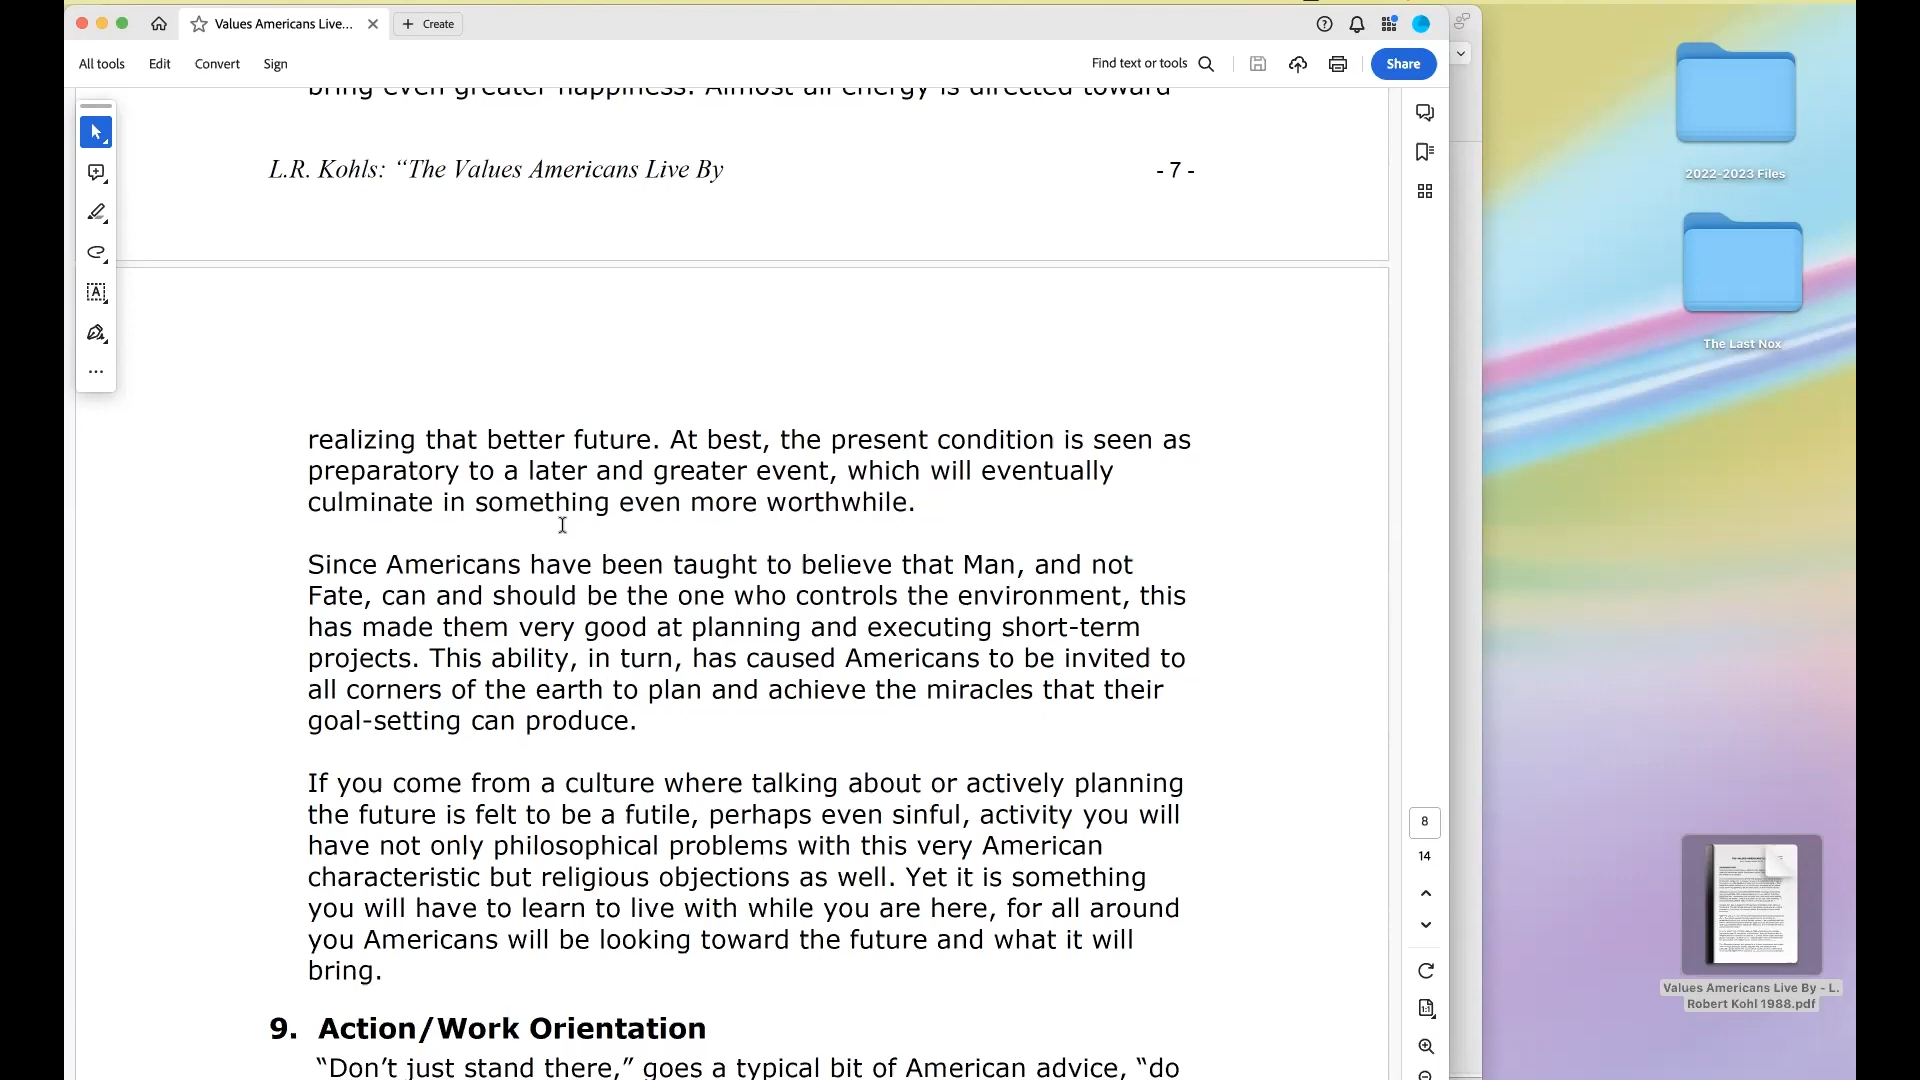 Values Americans Live...
Create
All tools
Edit
Convert
Sign
Find text or tools
Share
bring even greater happiness. Almost all energy is directed toward
L.R. Kohls: “The Values Americans Live By
- 7 -
realizing that better future. At best, the present condition is seen as
preparatory to a later and greater event, which will eventually
culminate in something even more worthwhile.
Since Americans have been taught to believe that Man, and not
Fate, can and should be the one who controls the environment, this
has made them very good at planning and executing short-term
projects. This ability, in turn, has caused Americans to be invited to
all corners of the earth to plan and achieve the miracles that their
goal-setting can produce.
If you come from a culture where talking about or actively planning
the future is felt to be a futile, perhaps even sinful, activity you will
have not only philosophical problems with this very American
characteristic but religious objections as well. Yet it is something
you will have to learn to live with while you are here, for all around
you Americans will be looking toward the future and what it will
bring.
9. Action/Work Orientation
“Don’t just stand there,” goes a typical bit of American advice, “do
8
14
2022-2023 Files
The Last Nox
Values Americans Live By - L.
Robert Kohl 1988.pdf